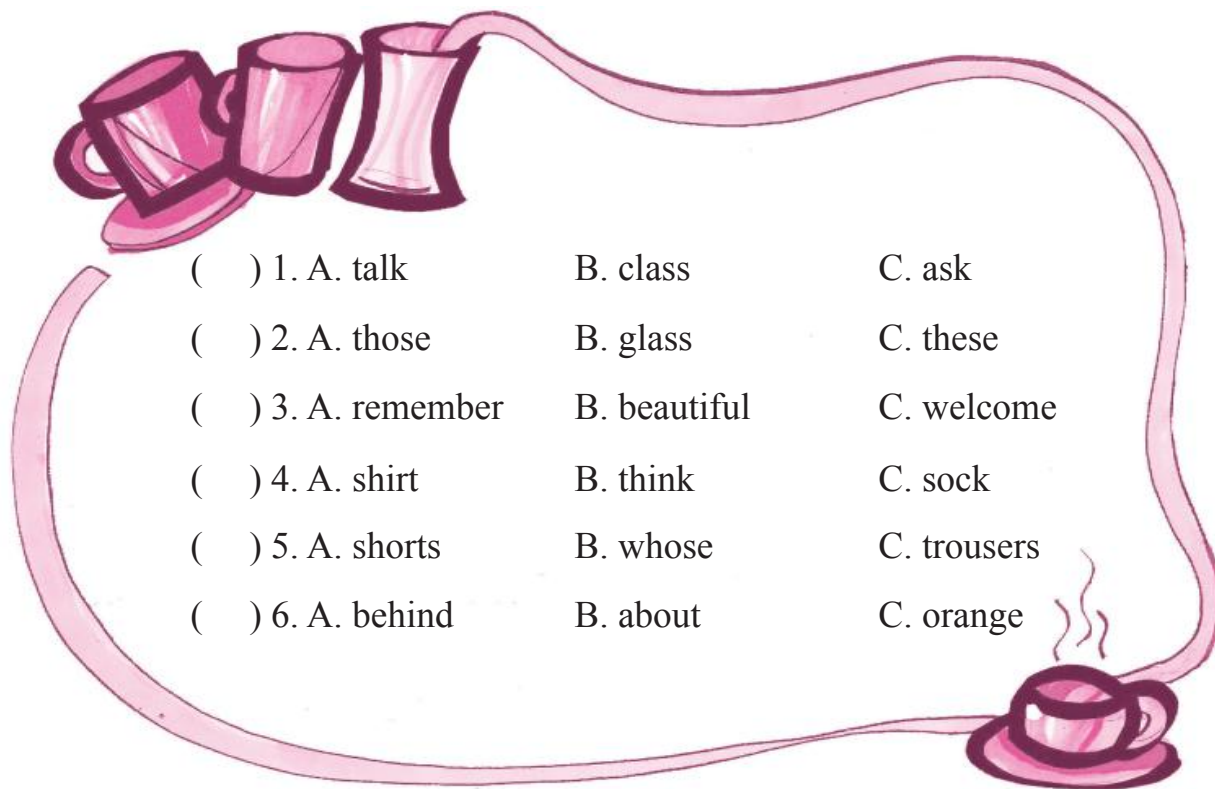 ( ) 1. A. talk B. class C. ask
( ) 2. A. those B. glass C. these
( ) 3. A. remember B. beautiful C. welcome
( ) 4. A. shirt B. think C. sock
( ) 5. A. shorts B. whose C. trousers
( ) 6. A. behind B. about C. orange